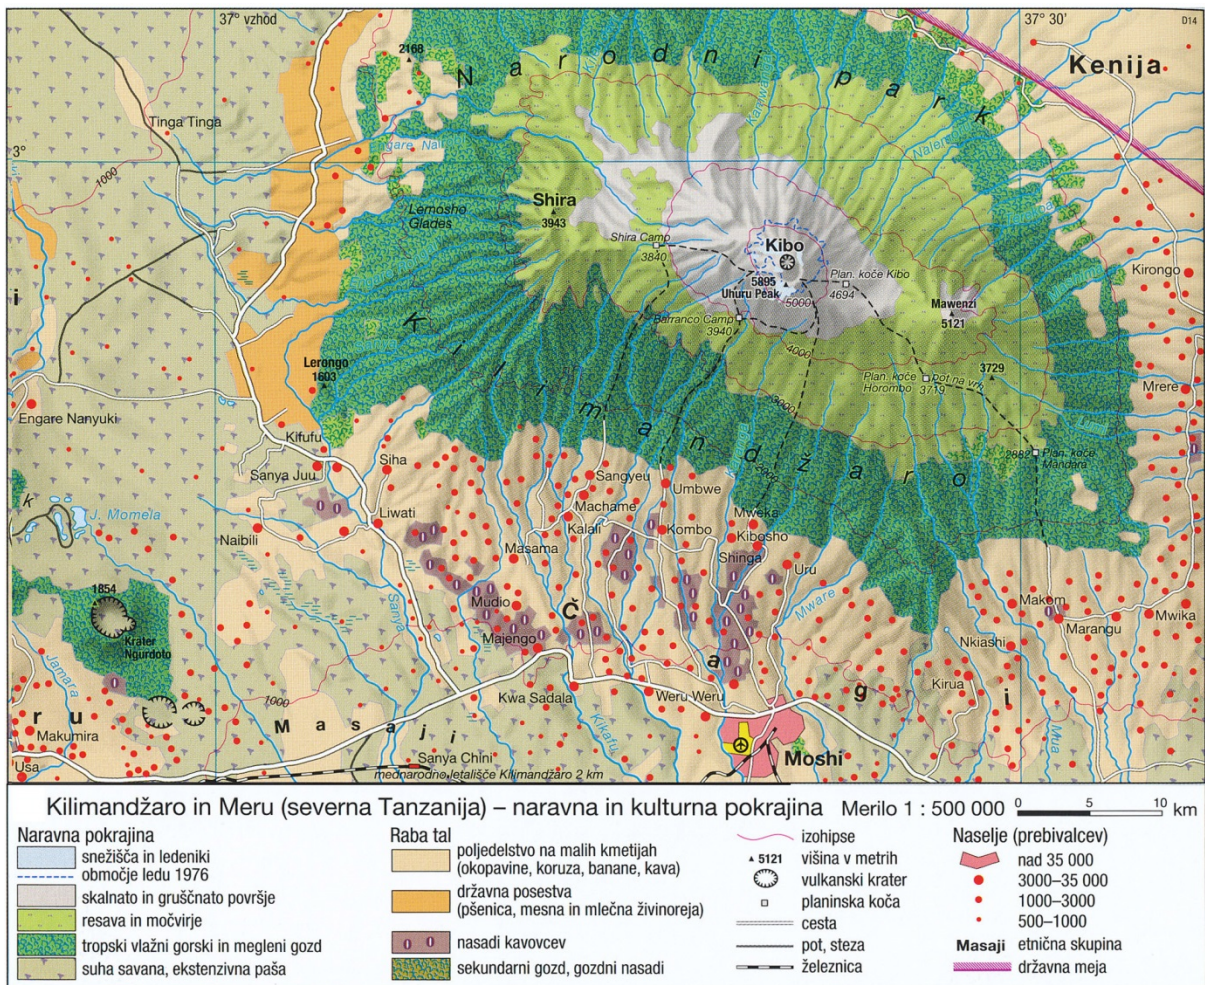 37° vzhod
37° 30'
D14
2168
Narodni park
Kenija
Tinga Tinga
3°
1000
Lemosho
Glades
Shira
3943
Shira Camp
3840
Kibo
5895
Uhuru Peak
5000
Plan. koče Kibo
4694
Mawenzi
5121
Kirongo
Barranco Camp
3940
4000
3729
Plan. koče
Horombo
3719
pot na vrh
Lerongo
1603
Mrere
3000
Kilimandžaro
Engare Nanyuki
Kifufu
Sanya Juu
Siha
2882
Plan. koča
Mandara
Sangyeu
Umbwe
Machame
J. Momela
Liwati
Kalali
Kombo
Mweka
Naibili
Masama
Kibosho
Shinga
Uru
1854
Krater
Ngurdoto
Sanya
Mudio
Mware
Makom
Marangu
Mwika
Majengo
Nkiashi
Čagi
Kirua
Kwa Sadala
Weru Weru
1000
Masaji
ru
Makumira
Kikafu
Usa
Sanya Chini
Moshi
mednarodno letališče Kilimandžaro 2 km
Kilimandžaro in Meru (severna Tanzanija) – naravna in kulturna pokrajina Merilo 1 : 500 000 0 5 10 km
Naravna pokrajina
snežišča in ledeniki
območje ledu 1976
skalnato in gruščnato površje
resava in močvirje
tropski vlažni gorski in megleni gozd
suha savana, ekstenzivna paša
Raba tal
poljedelstvo na malih kmetijah
(okopavine, koruza, banane, kava)
državna posestva
(pšenica, mesna in mlečna živinoreja)
nasadi kavovcev
sekundarni gozd, gozdni nasadi
izohipse
5121 višina v metrih
vulkanski krater
planinska koča
cesta
pot, steza
železnica
Naselje (prebivalcev)
nad 35 000
3000–35 000
1000–3000
500–1000
Masaji etnična skupina
državna meja